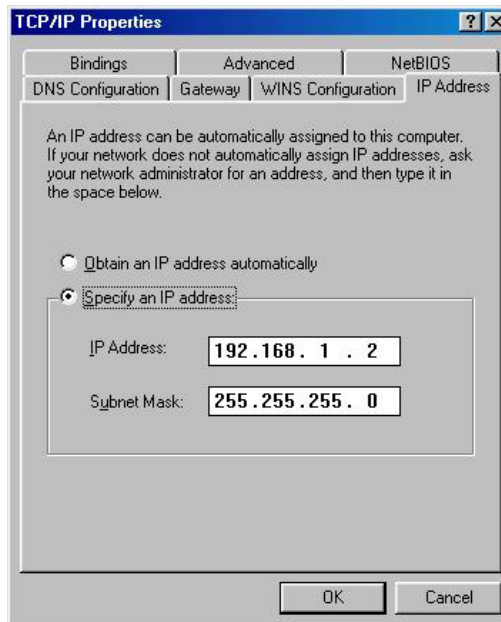 TCP/IP Properties
Bindings Advanced NetBIOS
DNS Configuration Gateway WINS Configuration IP Address
An IP address can be automatically assigned to this computer.
If your network does not automatically assign IP addresses, ask
your network administrator for an address, and then type it in
the space below.
Obtain an IP address automatically
Specify an IP address:
IP Address: 192.168. 1 . 2
Subnet Mask: 255.255.255. 0
OK Cancel